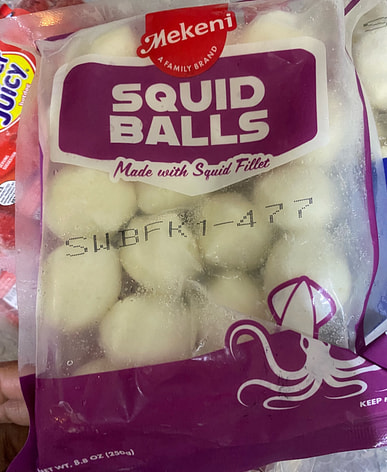 Mekeni
A FAMILY BRAND
JUICY
SQUID
BALLS
Made with Squid Fillet
SWBFK1-477
KEEP
NET WT. 8.8 OZ (250g)